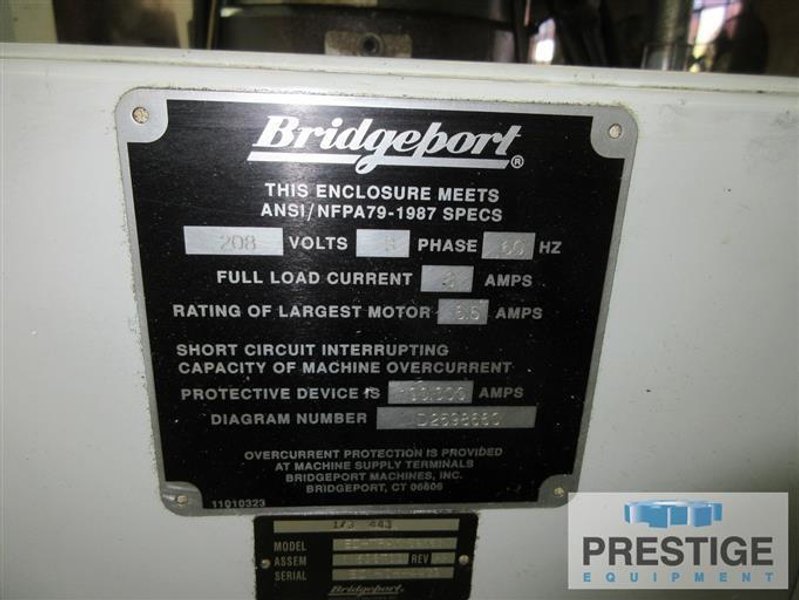 Bridgeport®
THIS ENCLOSURE MEETS
ANSI/NFPA79-1987 SPECS
208 VOLTS 3 PHASE 60 HZ
FULL LOAD CURRENT AMPS
RATING OF LARGEST MOTOR 6.5 AMPS
SHORT CIRCUIT INTERRUPTING
CAPACITY OF MACHINE OVERCURRENT
PROTECTIVE DEVICE IS AMPS
DIAGRAM NUMBER
OVERCURRENT PROTECTION IS PROVIDED
AT MACHINE SUPPLY TERMINALS
BRIDGEPORT MACHINES, INC.
BRIDGEPORT, CT 06606
11010323
MODEL
ASSEM REV
SERIAL
Bridgeport
PRESTIGE
EQUIPMENT